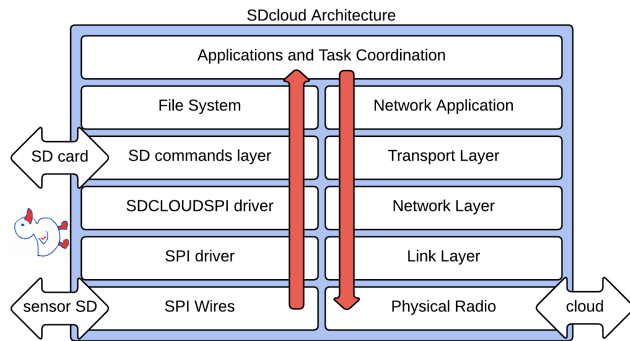 SDcloud Architecture
Applications and Task Coordination
File System
Network Application
SD card
SD commands layer
Transport Layer
SDCLOUDSPI driver
Network Layer
SPI driver
Link Layer
sensor SD
SPI Wires
Physical Radio
cloud